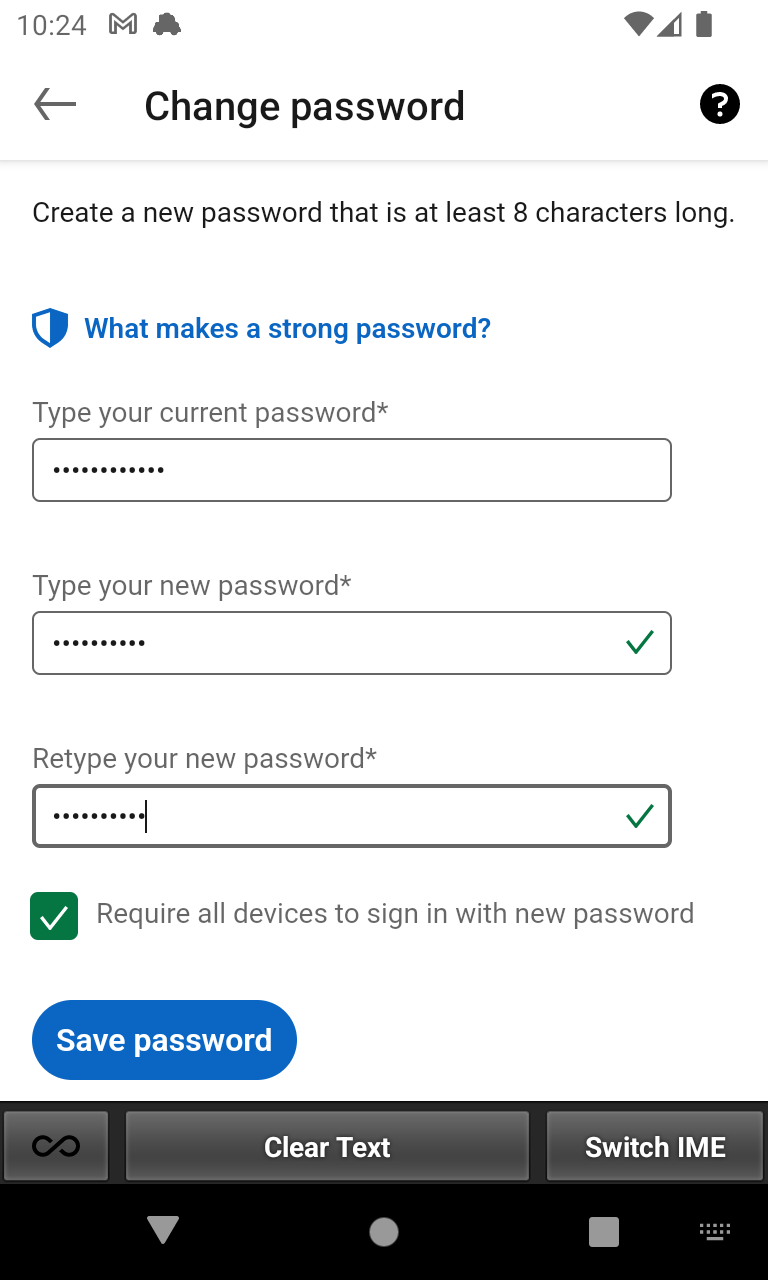 10:24
Change password
Create a new password that is at least 8 characters long.
What makes a strong password?
Type your current password*
••••••••••••
Type your new password*
••••••••••
Retype your new password*
••••••••••
Require all devices to sign in with new password
Save password
Clear Text
Switch IME